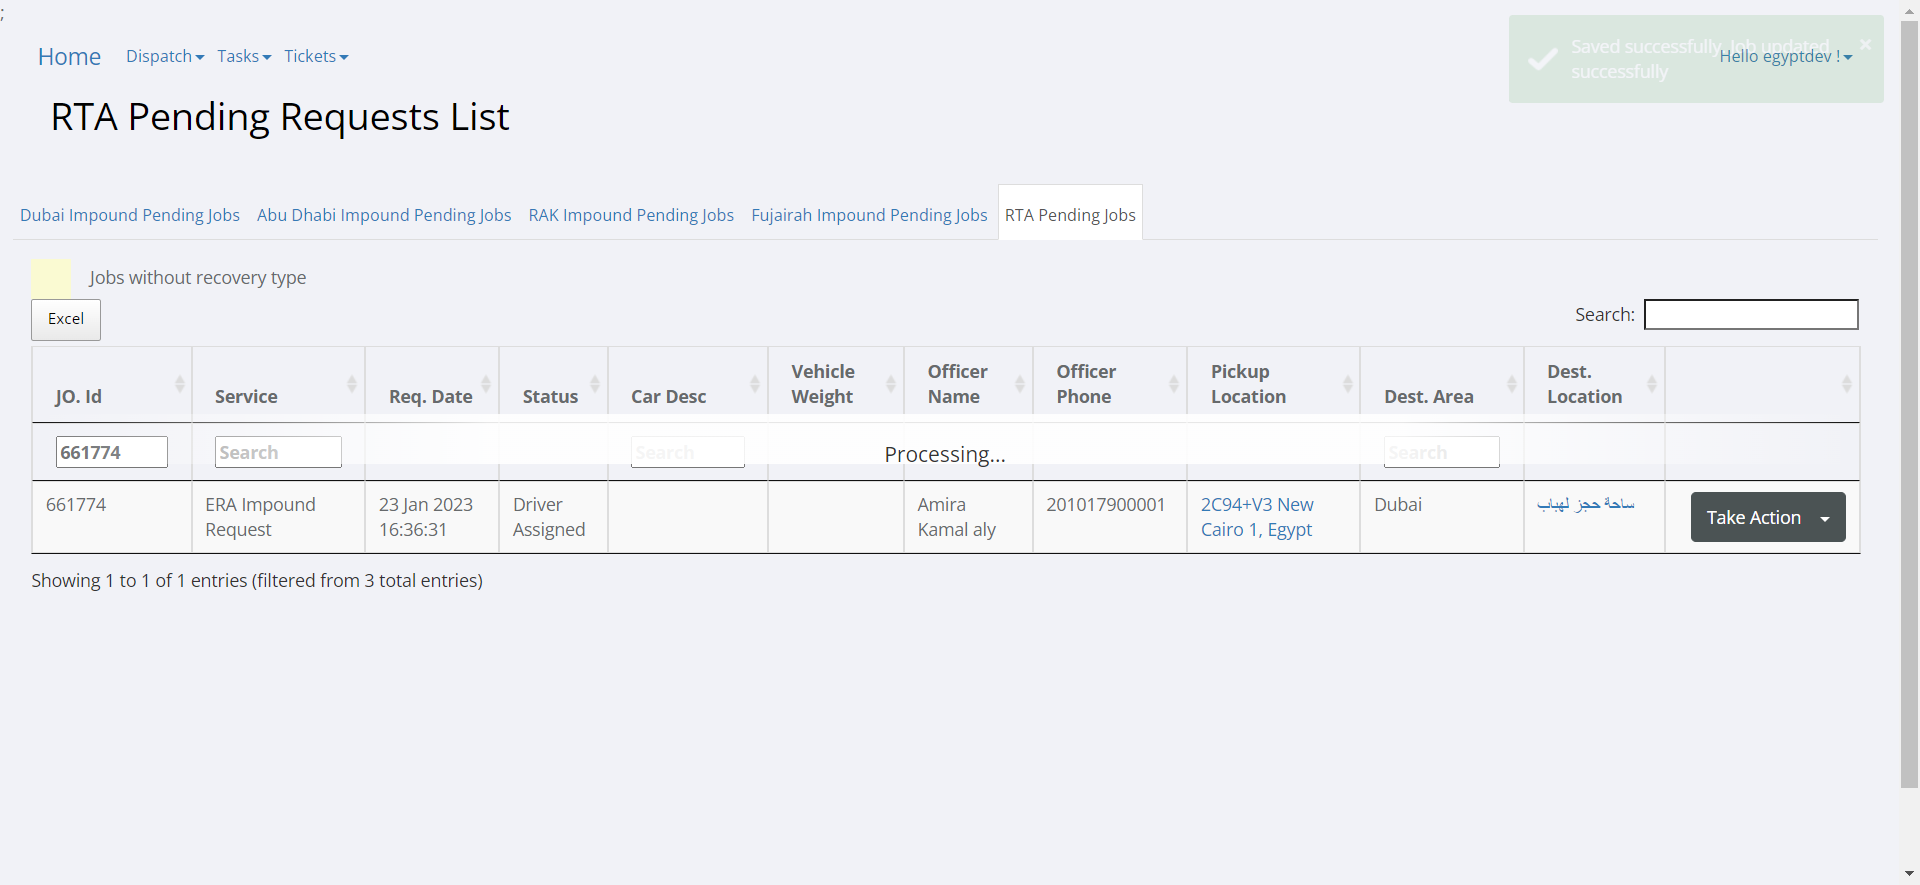 ;
Home Dispatch Tasks Tickets
Saved successfully Job updated successfully
Hello egyptdev !
RTA Pending Requests List
Dubai Impound Pending Jobs Abu Dhabi Impound Pending Jobs RAK Impound Pending Jobs Fujairah Impound Pending Jobs RTA Pending Jobs
Jobs without recovery type
Excel
Search:
JO. Id Service Req. Date Status Car Desc Vehicle Weight Officer Name Officer Phone Pickup Location Dest. Area Dest. Location
661774 Search Search Search
Processing...
661774 ERA Impound Request 23 Jan 2023 16:36:31 Driver Assigned Amira Kamal aly 201017900001 2C94+V3 New Cairo 1, Egypt Dubai ساحة حجز لهباب Take Action
Showing 1 to 1 of 1 entries (filtered from 3 total entries)